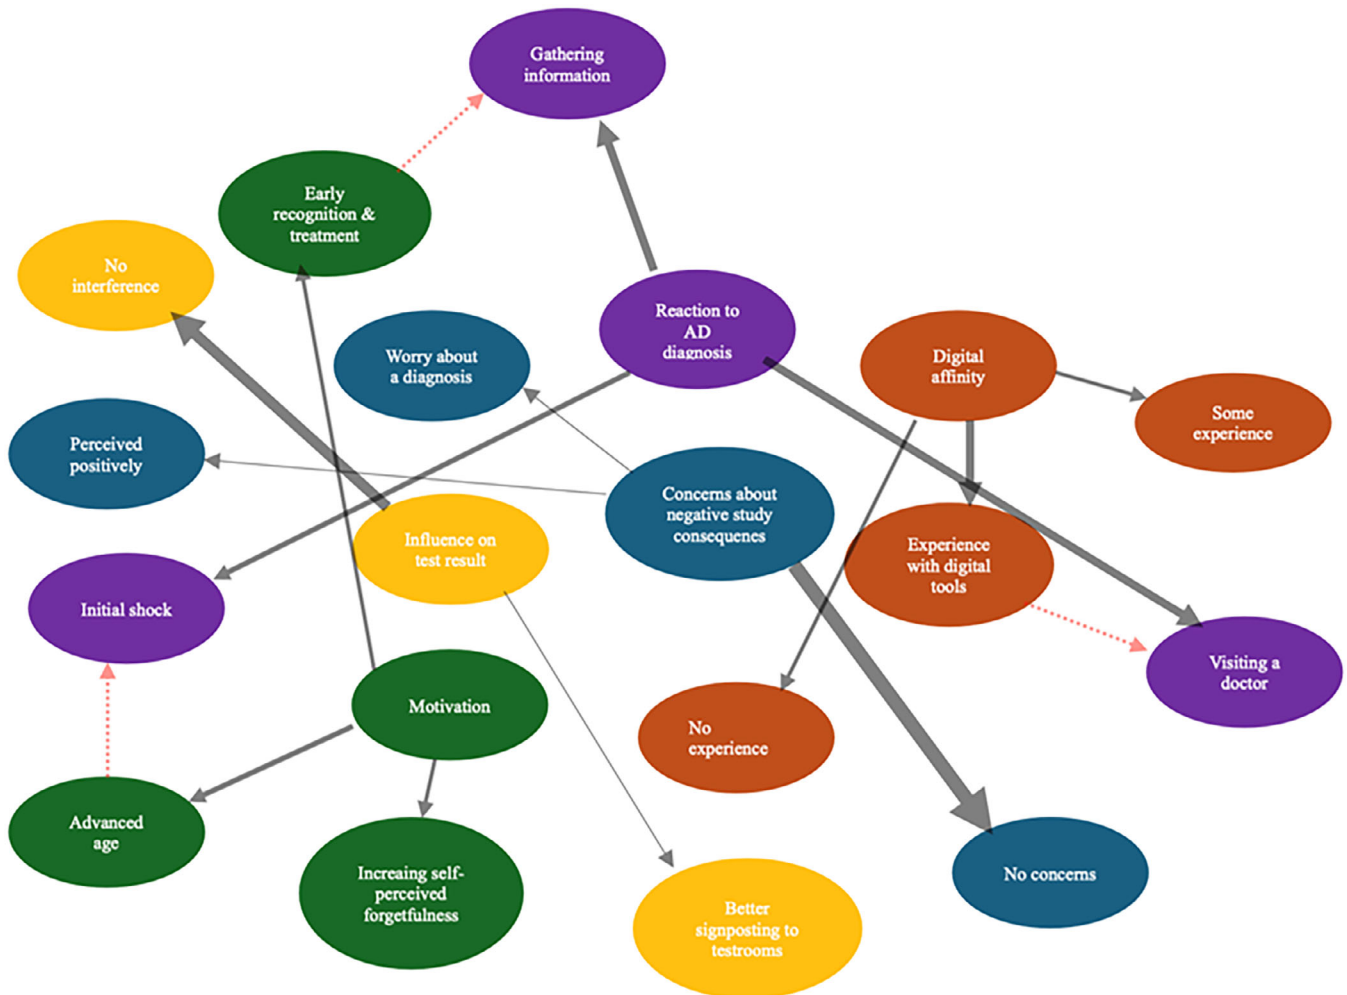 Gathering
information
Early
recognition &
treatment
No
interference
Reaction to
AD
diagnosis
Worry about
a diagnosis
Digital
affinity
Some
experience
Perceived
positively
Concerns about
negative study
consequenes
Influence on
test result
Experience
with digital
tools
Initial shock
Visiting a
doctor
Motivation
No
experience
Advanced
age
Increaing self-
perceived
forgetfulness
No concerns
Better
signposting to
testrooms